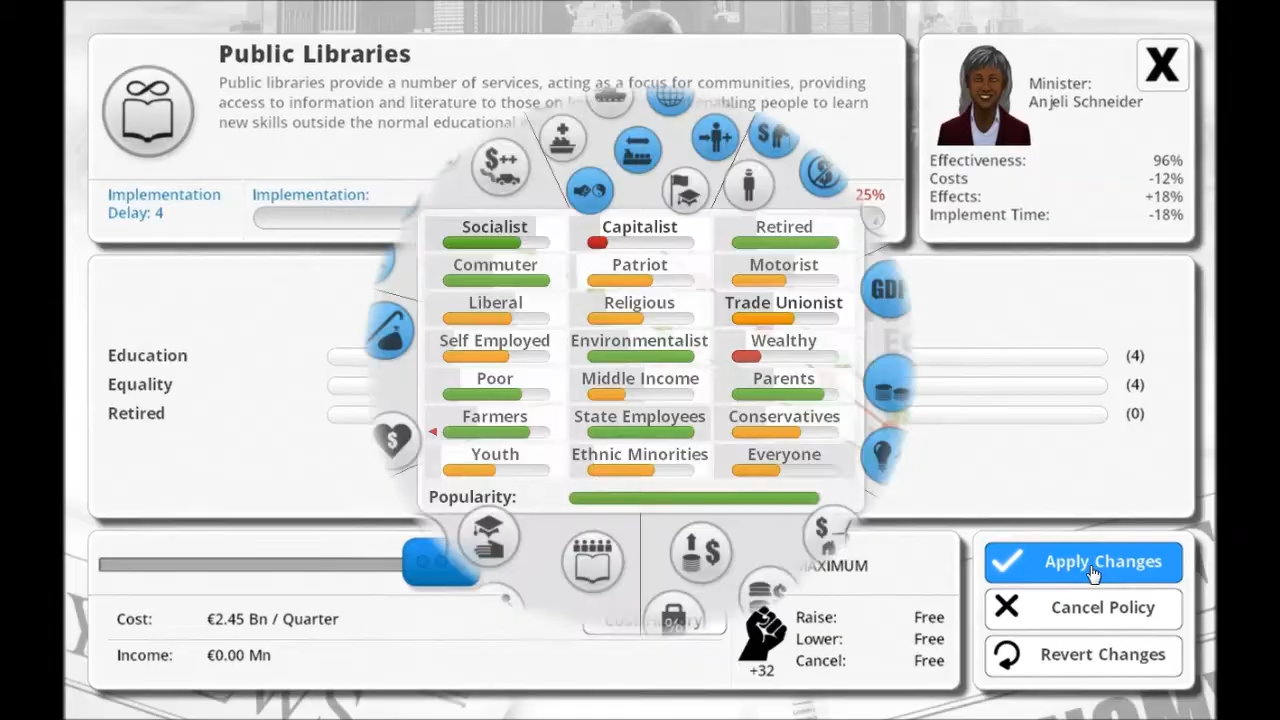 Public Libraries
Public libraries provide a number of services, acting as a focus for communities, providing
access to information and literature to those on enabling people to learn
new skills outside the normal educational
Implementation
Delay: 4
Implementation:
25%
X
Minister:
Anjeli Schneider
Effectiveness: 96%
Costs -12%
Effects: +18%
Implement Time: -18%
$++
$
Socialist Capitalist Retired
Commuter Patriot Motorist
Liberal Religious Trade Unionist
Self Employed Environmentalist Wealthy
Poor Middle Income Parents
Farmers State Employees Conservatives
Youth Ethnic Minorities Everyone
Popularity:
GDP
$
Education (4)
Equality (4)
Retired (0)
$
$
%
MAXIMUM
Cost: €2.45 Bn / Quarter
Income: €0.00 Mn
+32
Raise: Free
Lower: Free
Cancel: Free
Apply Changes
Cancel Policy
Revert Changes